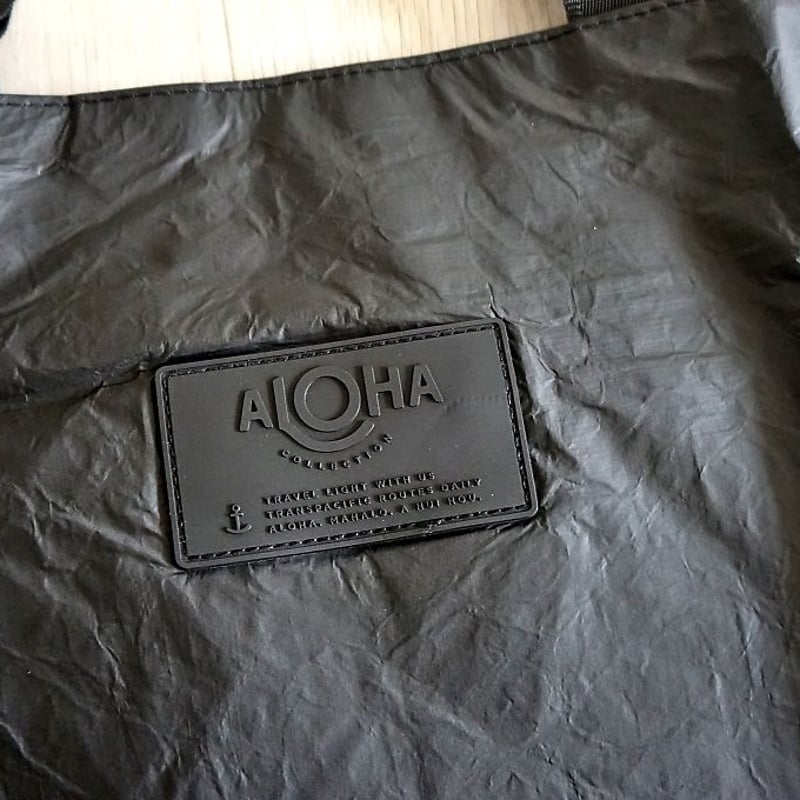 ALOHA
COLLECTION
TRAVEL LIGHT WITH US
TRANSPACIFIC ROUTES DAILY
ALOHA, MAHALO, A HUI HOU.